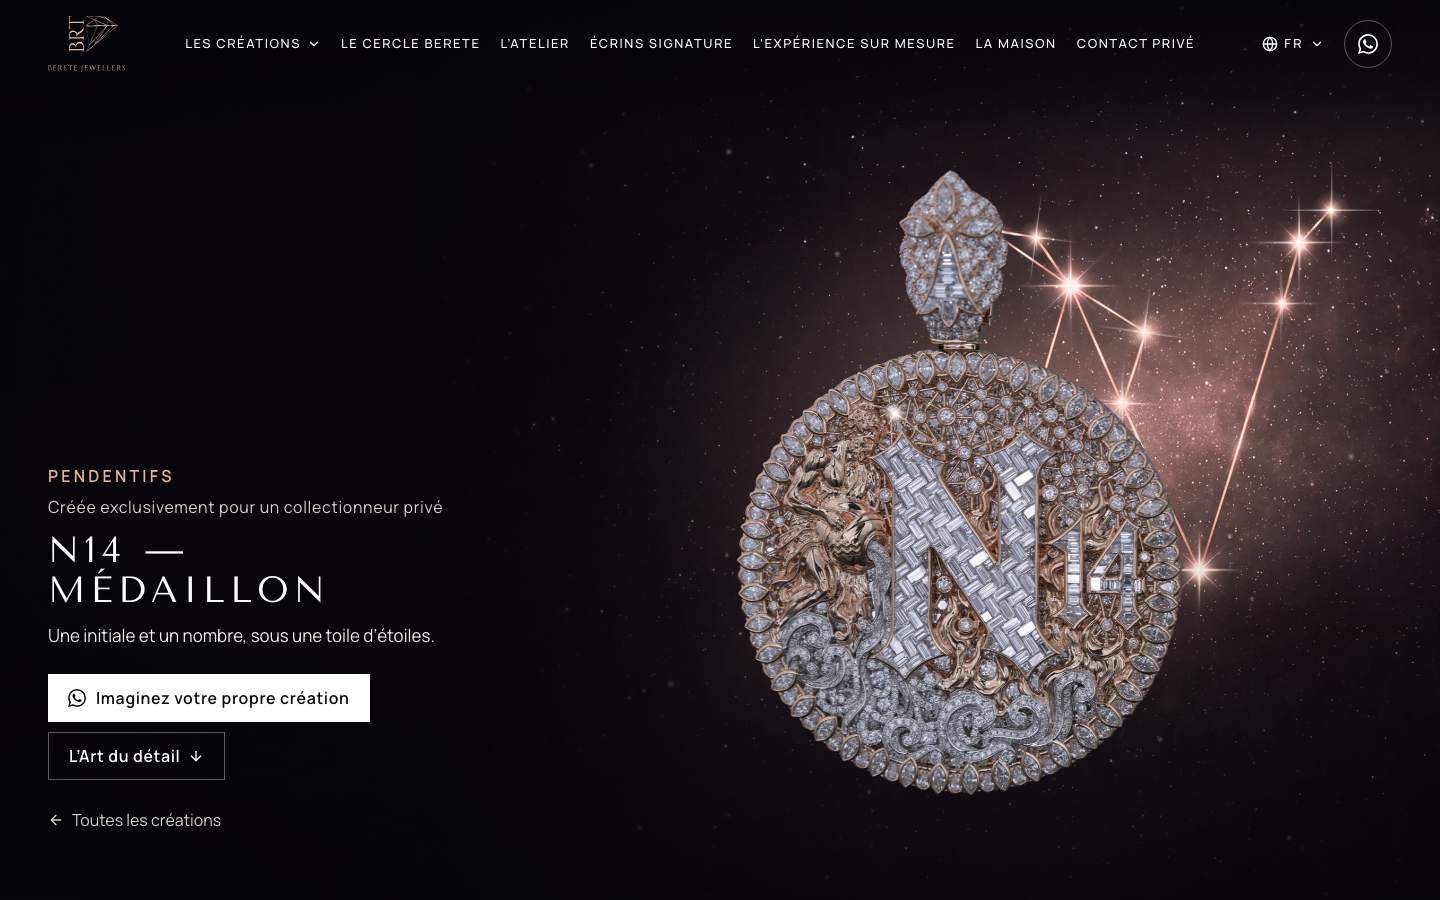 BRT
BERETE JEWELLERS
LES CRÉATIONS
LE CERCLE BERETE
L’ATELIER
ÉCRINS SIGNATURE
L’EXPÉRIENCE SUR MESURE
LA MAISON
CONTACT PRIVÉ
FR
PENDENTIFS
Créée exclusivement pour un collectionneur privé
N14 —
MÉDAILLON
Une initiale et un nombre, sous une toile d’étoiles.
Imaginez votre propre création
L’Art du détail ↓
← Toutes les créations
N14